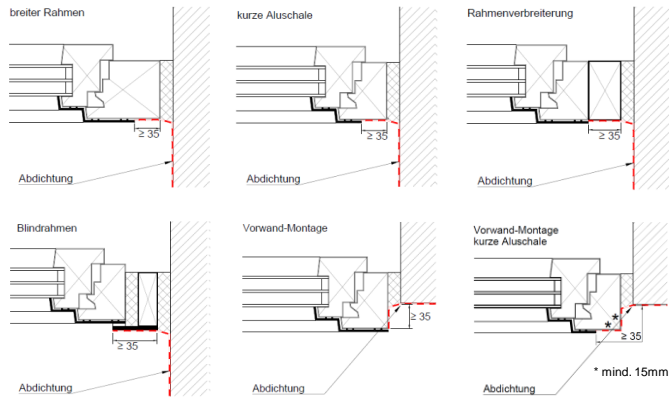 breiter Rahmen
≥ 35
Abdichtung
kurze Aluschale
≥ 35
Abdichtung
Rahmenverbreiterung
≥ 35
Abdichtung
Blindrahmen
≥ 35
Abdichtung
Vorwand-Montage
≥ 35
Abdichtung
Vorwand-Montage
kurze Aluschale
*
*
≥ 35
* mind. 15mm
Abdichtung